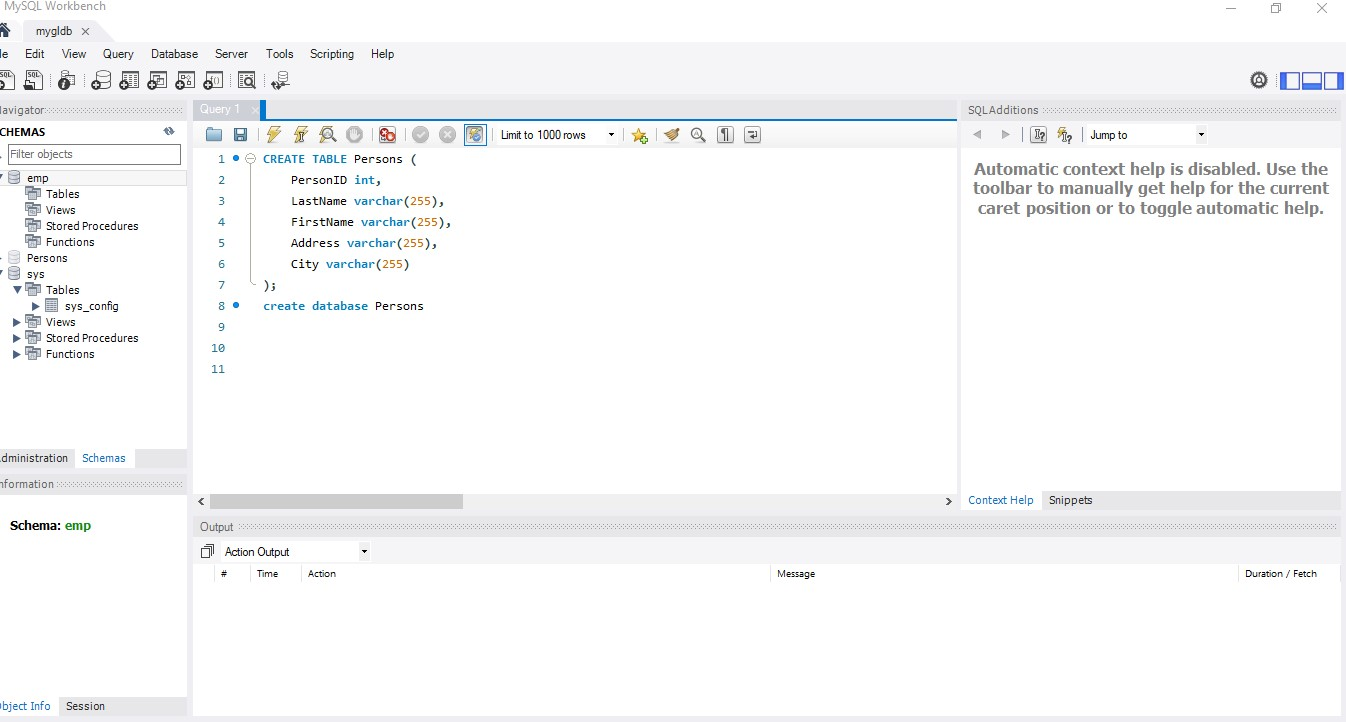 MySQL Workbench
mygldb
le Edit View Query Database Server Tools Scripting Help
Navigator
SCHEMAS
Filter objects
emp
Tables
Views
Stored Procedures
Functions
Persons
sys
Tables
sys_config
Views
Stored Procedures
Functions
dministration Schemas
nformation
Schema: emp
Object Info Session
Query 1
Limit to 1000 rows
1 CREATE TABLE Persons (
2 PersonID int,
3 LastName varchar(255),
4 FirstName varchar(255),
5 Address varchar(255),
6 City varchar(255)
7 );
8 create database Persons
9
10
11
SQLAdditions
Jump to
Automatic context help is disabled. Use the
toolbar to manually get help for the current
caret position or to toggle automatic help.
Context Help Snippets
Output
Action Output
# Time Action Message Duration / Fetch